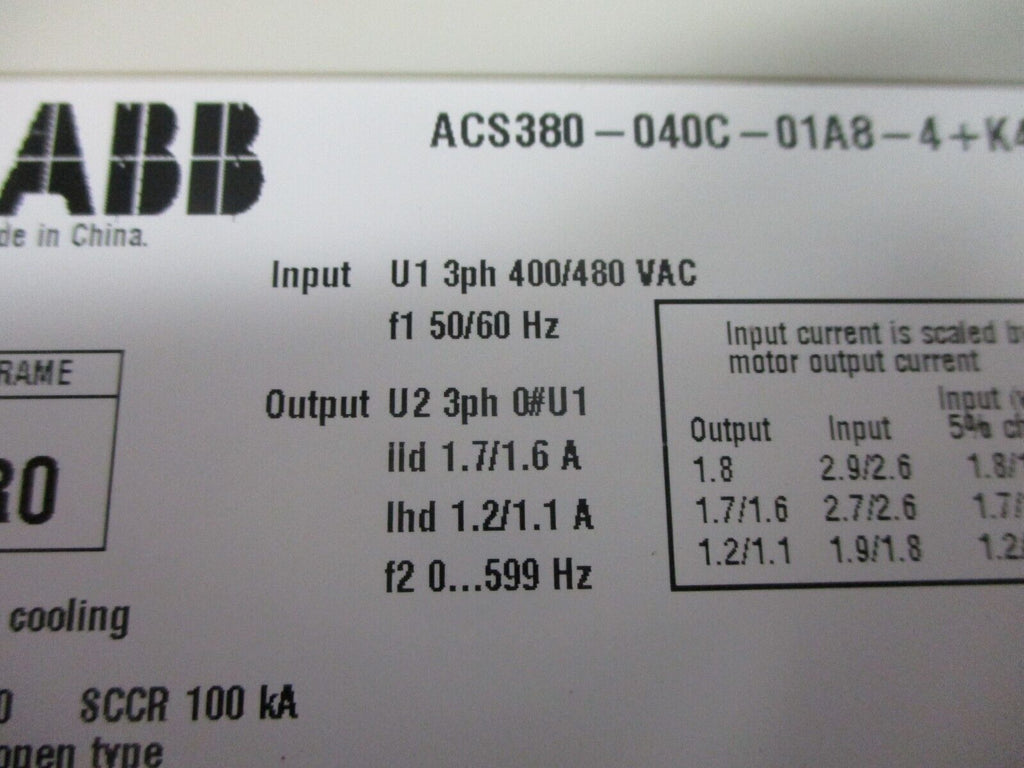 ABB
ACS380-040C-01A8-4+K4
de in China.
Input U1 3ph 400/480 VAC
f1 50/60 Hz
RAME
R0
Output U2 3ph 0#U1
Ild 1.7/1.6 A
Ihd 1.2/1.1 A
f2 0...599 Hz
Input current is scaled
motor output current
Input
Output Input 5% ch
1.8 2.9/2.6 1.8/1
1.7/1.6 2.7/2.6 1.7/
1.2/1.1 1.9/1.8 1.2
cooling
0 SCCR 100 kA
open type